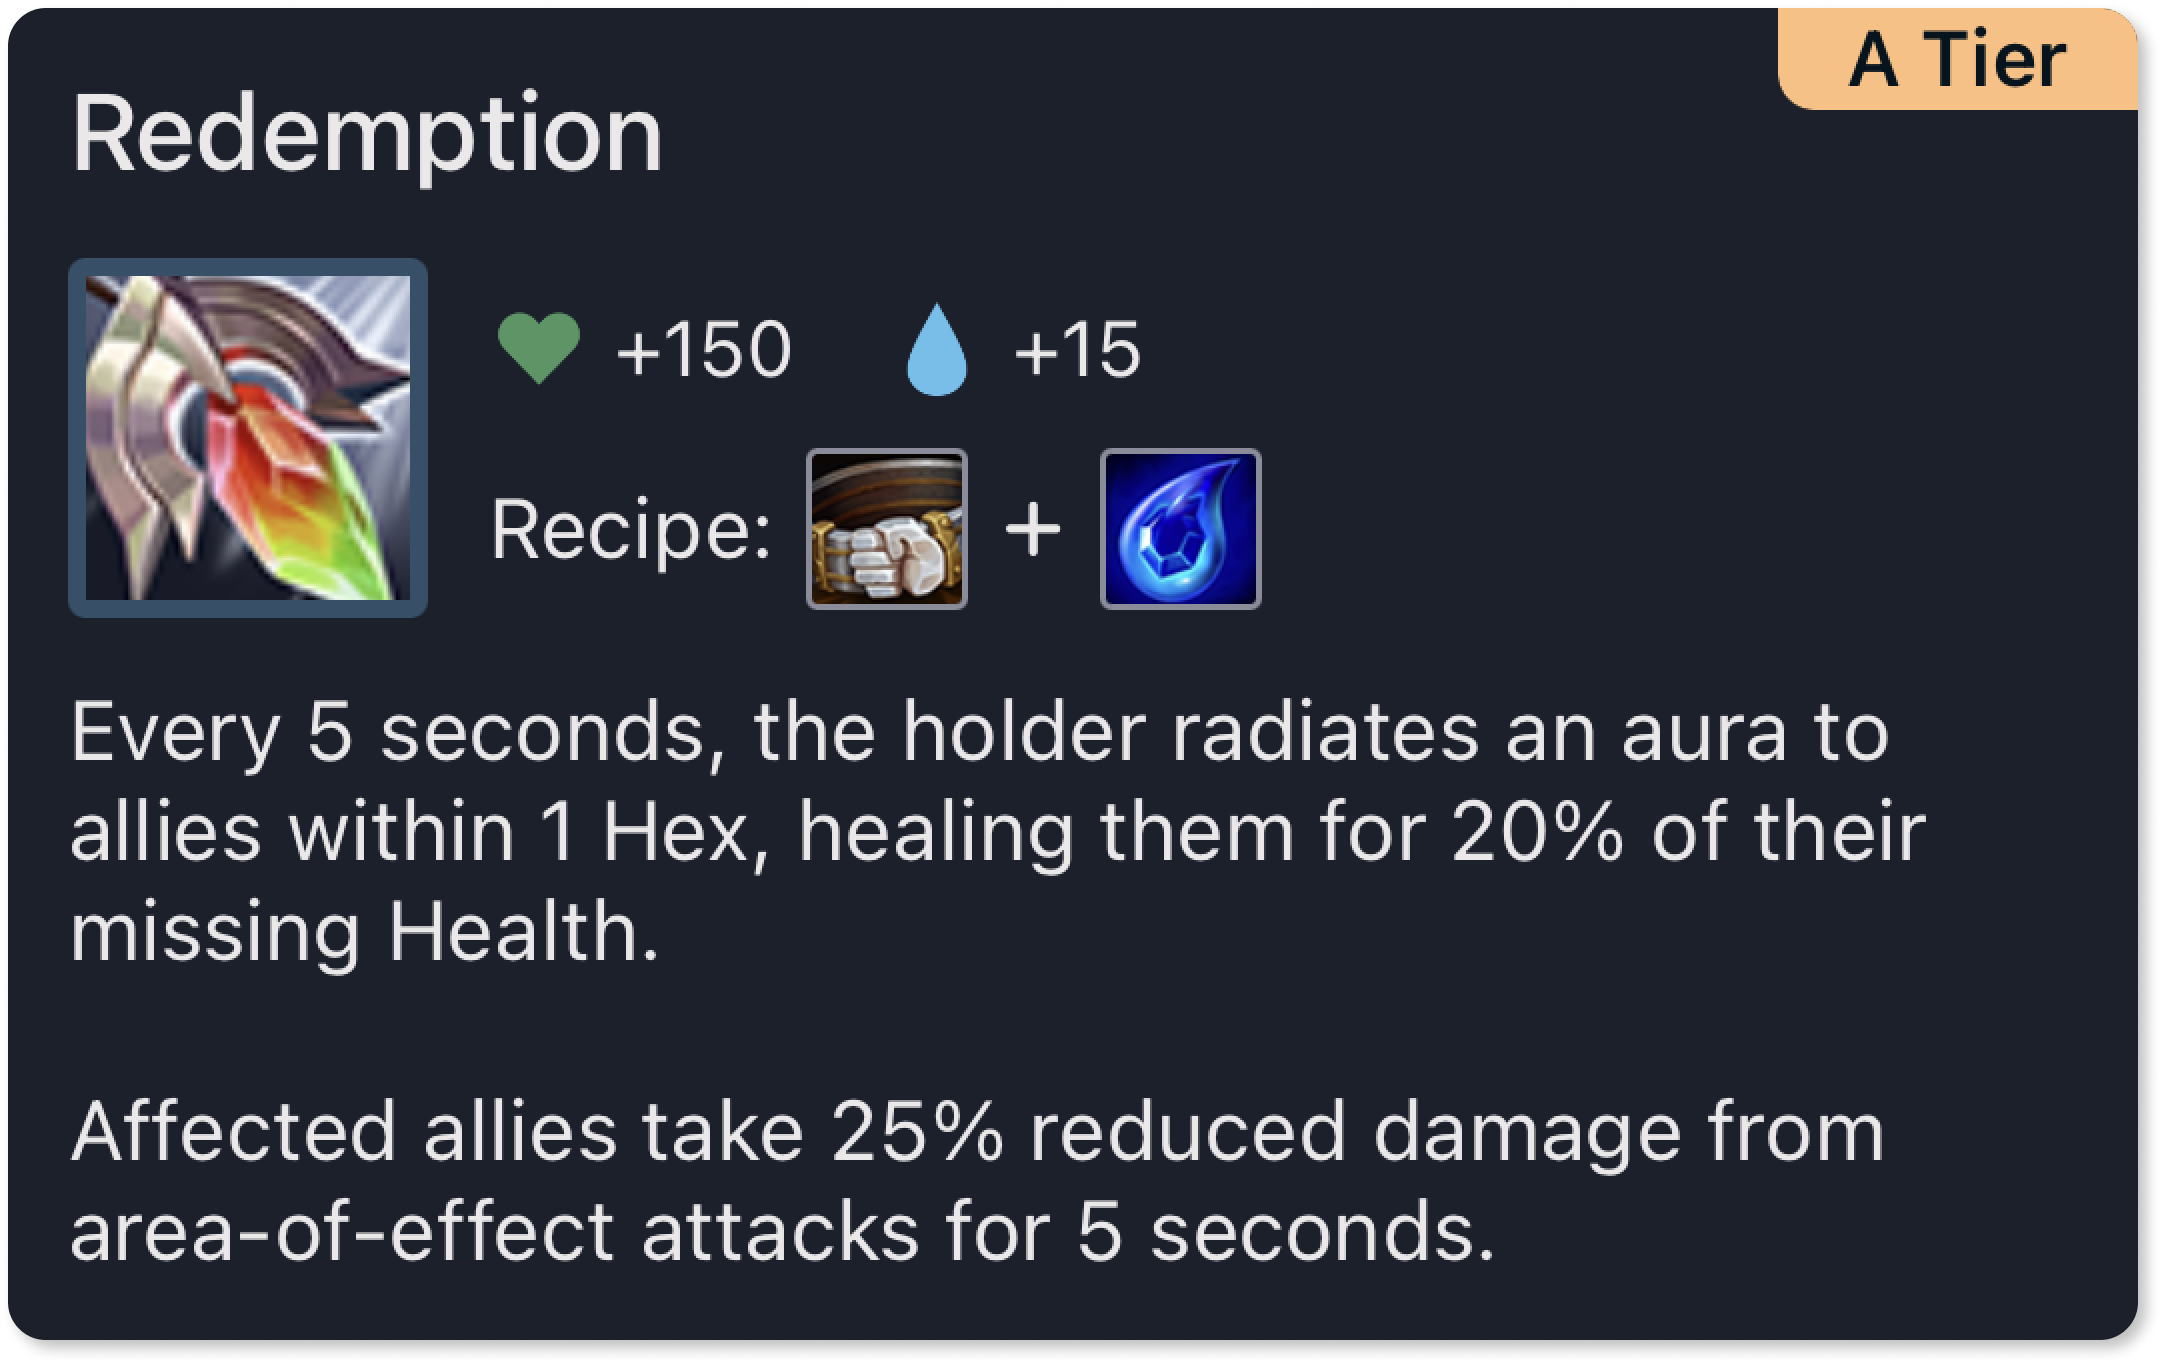 A Tier
Redemption
+150 +15
Recipe: +
Every 5 seconds, the holder radiates an aura to
allies within 1 Hex, healing them for 20% of their
missing Health.
Affected allies take 25% reduced damage from
area-of-effect attacks for 5 seconds.